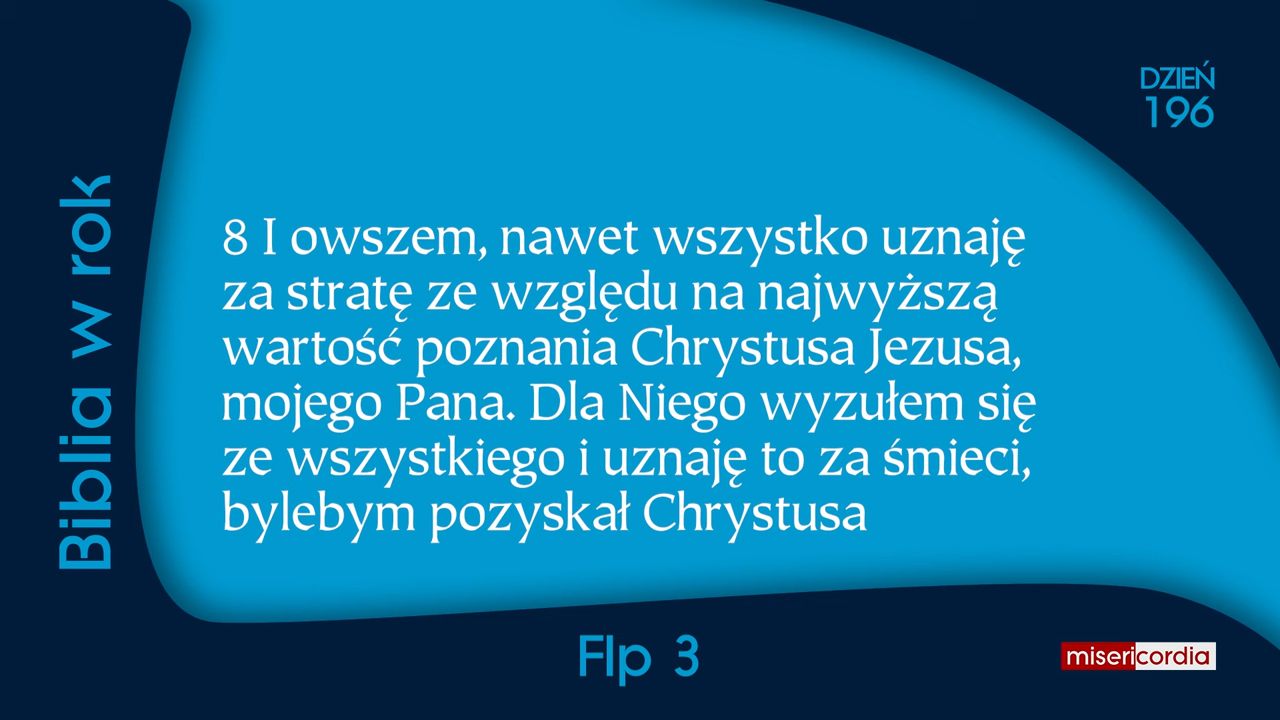 DZIEŃ
196
Biblia w rok
8 I owszem, nawet wszystko uznaję
za stratę ze względu na najwyższą
wartość poznania Chrystusa Jezusa,
mojego Pana. Dla Niego wyzułem się
ze wszystkiego i uznaję to za śmieci,
bylebym pozyskał Chrystusa
Flp 3
misericordia